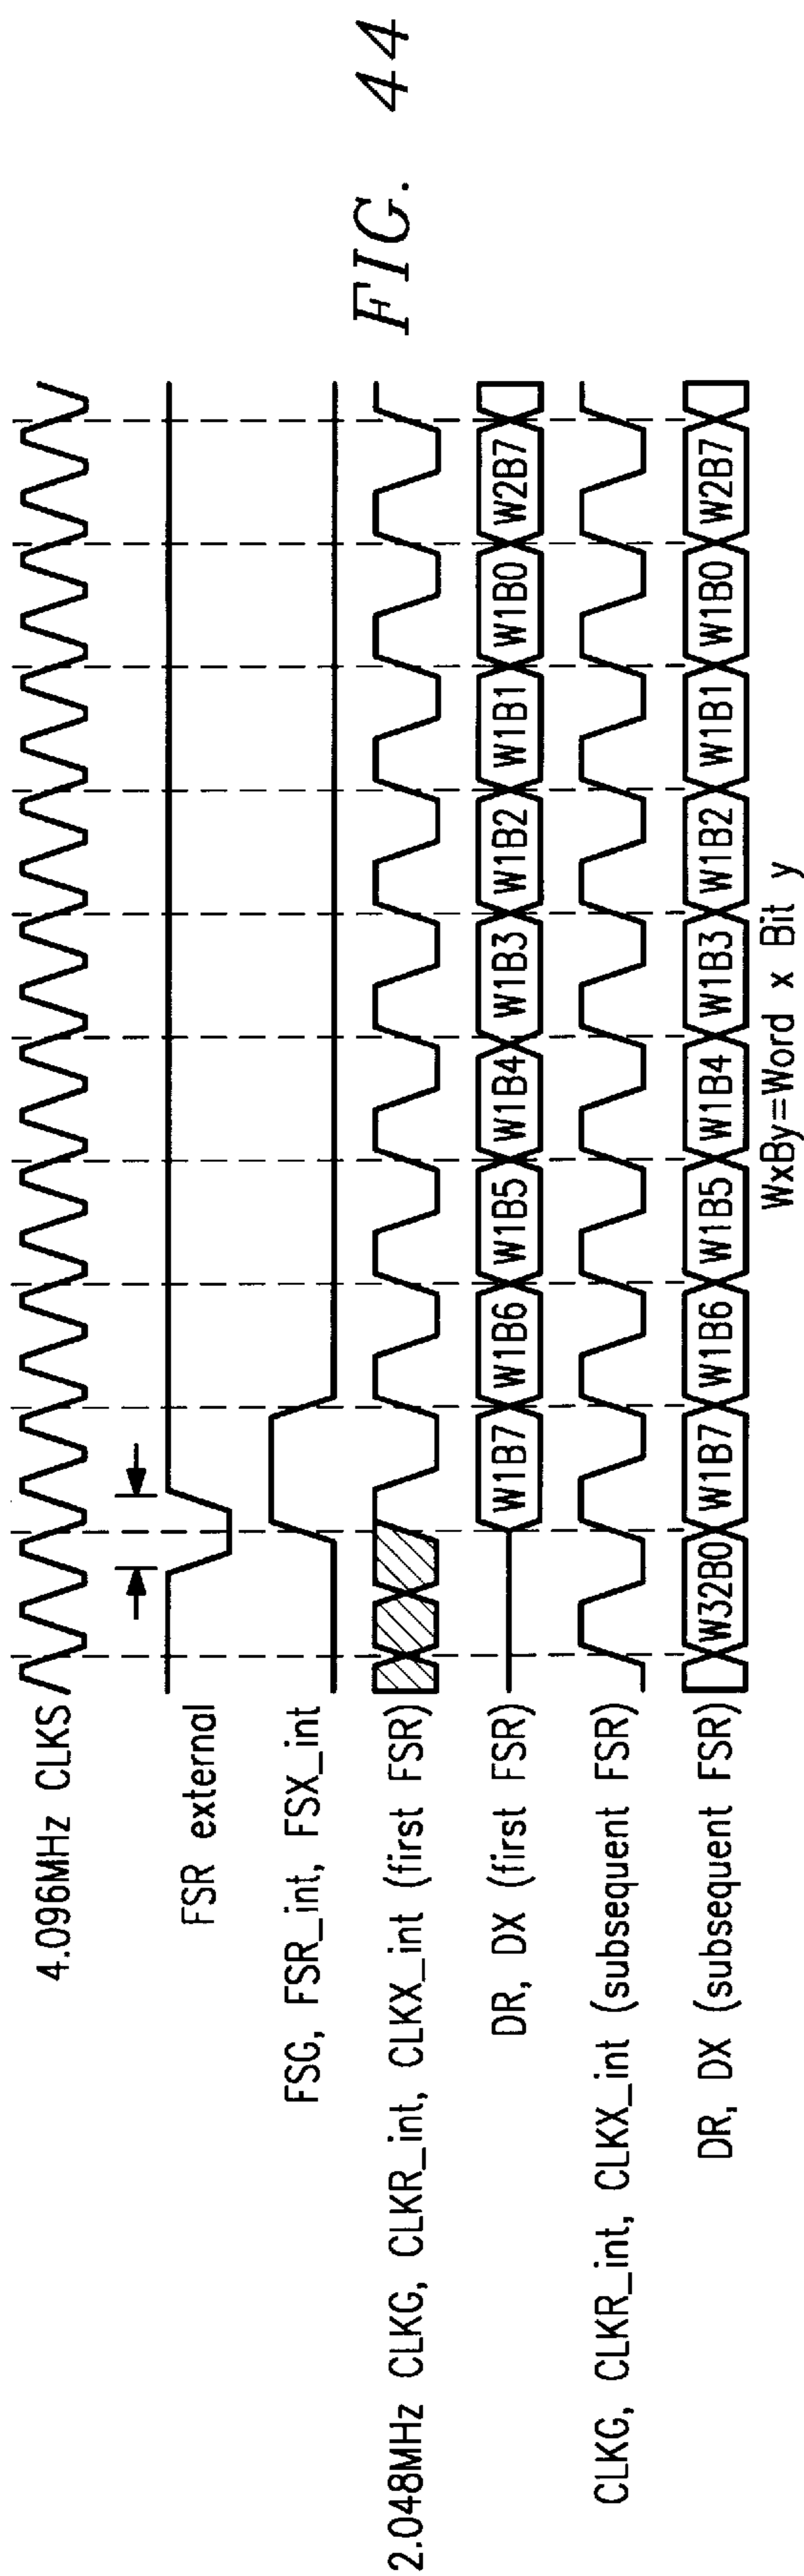 4.096MHz CLKS
FSR external
FSG, FSR_int, FSX_int
2.048MHz CLKG, CLKR_int, CLKX_int (first FSR)
DR, DX (first FSR)
W1B7 W1B6 W1B5 W1B4 W1B3 W1B2 W1B1 W1B0 W2B7
CLKG, CLKR_int, CLKX_int (subsequent FSR)
DR, DX (subsequent FSR)
W32B0 W1B7 W1B6 W1B5 W1B4 W1B3 W1B2 W1B1 W1B0 W2B7
WxBy=Word x Bit y
FIG. 44